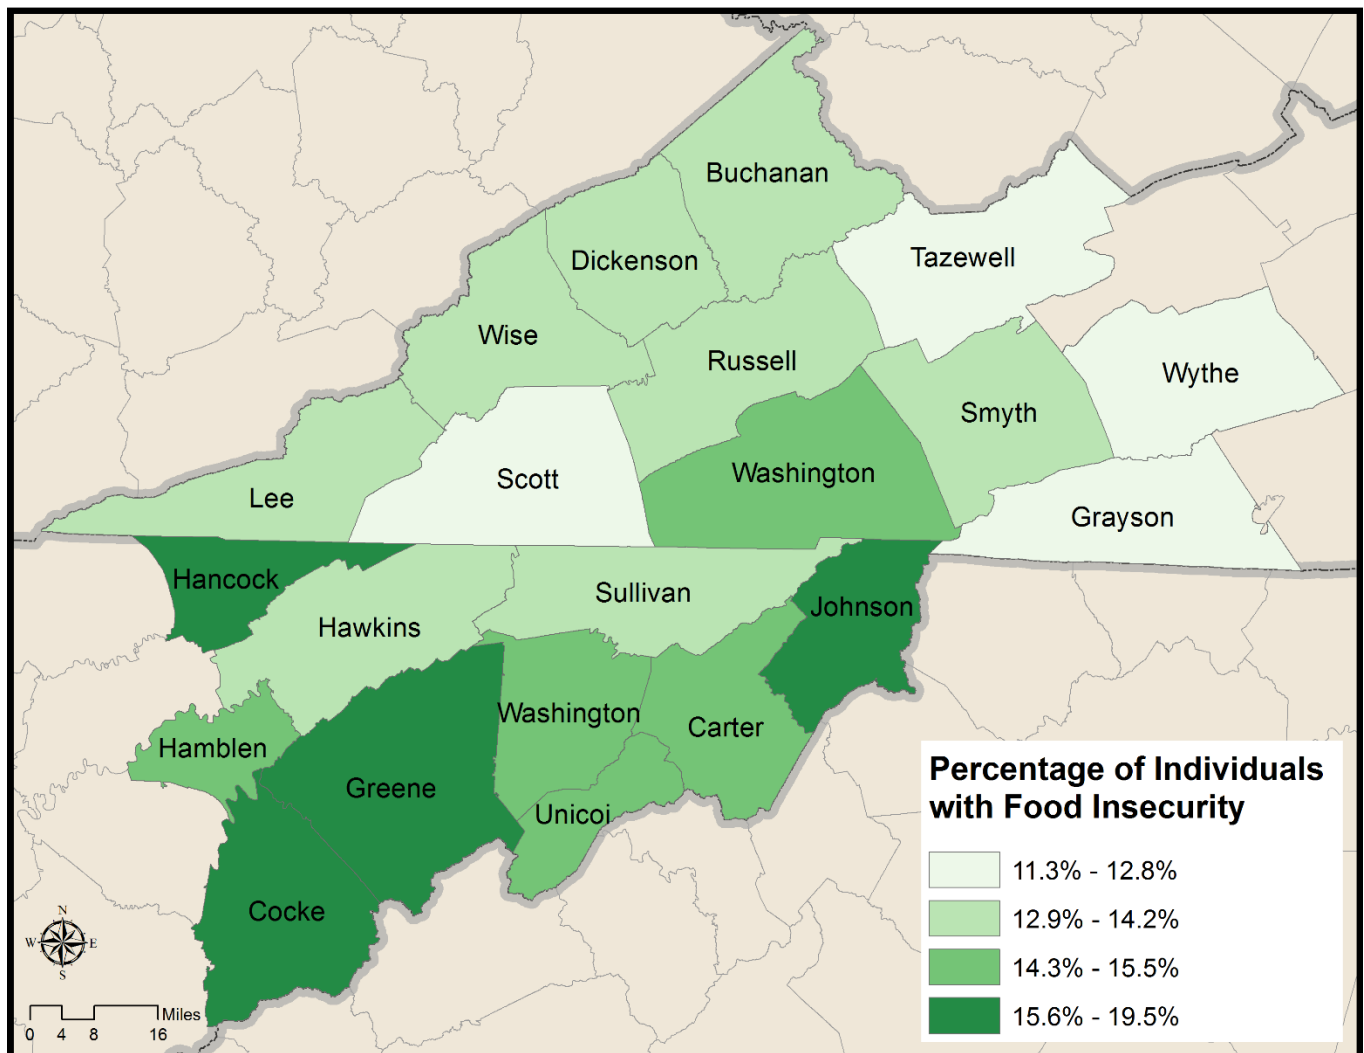 Buchanan
Tazewell
Dickenson
Wise
Russell
Wythe
Smyth
Scott
Washington
Lee
Grayson
Hancock
Sullivan
Johnson
Hawkins
Washington
Carter
Hamblen
Greene
Unicoi
Cocke
Percentage of Individuals
with Food Insecurity
11.3% - 12.8%
12.9% - 14.2%
14.3% - 15.5%
15.6% - 19.5%
N
W E
S
Miles
0 4 8 16